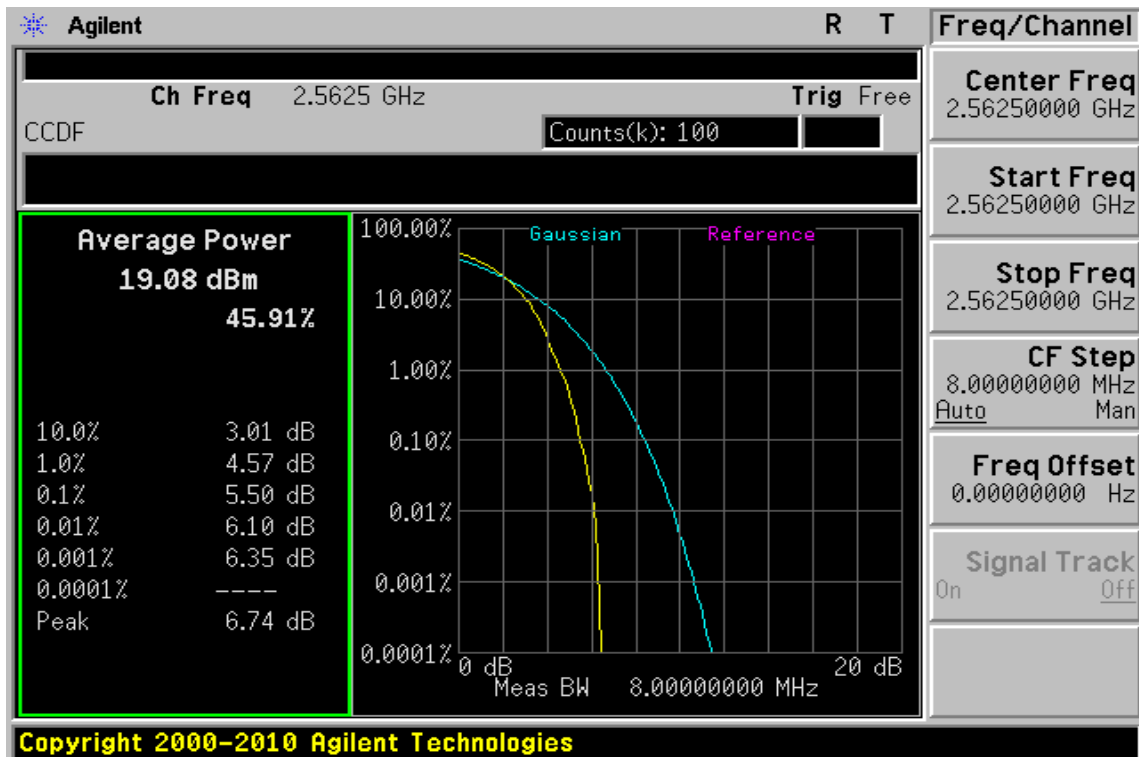 Agilent
R T
Ch Freq 2.5625 GHz
Trig Free
CCDF
Counts(k): 100
Average Power
19.08 dBm
45.91%
10.0% 3.01 dB
1.0% 4.57 dB
0.1% 5.50 dB
0.01% 6.10 dB
0.001% 6.35 dB
0.0001% ----
Peak 6.74 dB
Gaussian
Reference
100.00%
10.00%
1.00%
0.10%
0.01%
0.001%
0.0001%
0 dB
20 dB
Meas BW 8.00000000 MHz
Freq/Channel
Center Freq
2.56250000 GHz
Start Freq
2.56250000 GHz
Stop Freq
2.56250000 GHz
CF Step
8.00000000 MHz
Auto Man
Freq Offset
0.00000000 Hz
Signal Track
On Off
Copyright 2000-2010 Agilent Technologies